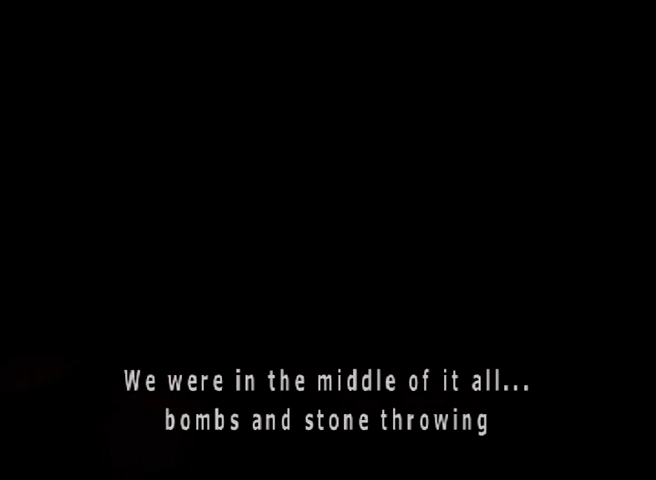 We were in the middle of it all...
bombs and stone throwing